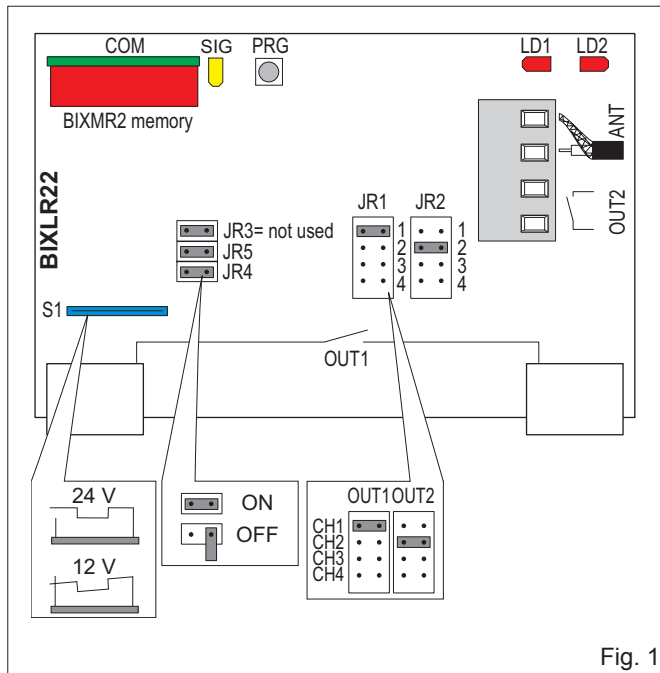 COM SIG PRG LD1 LD2
BIXMR2 memory
ANT
OUT2
BIXLR22
JR3= not used
JR5
JR4
JR1 JR2
1 1
2 2
3 3
4 4
S1
OUT1
24 V
12 V
ON
OFF
OUT1 OUT2
CH1
CH2
CH3
CH4
Fig. 1